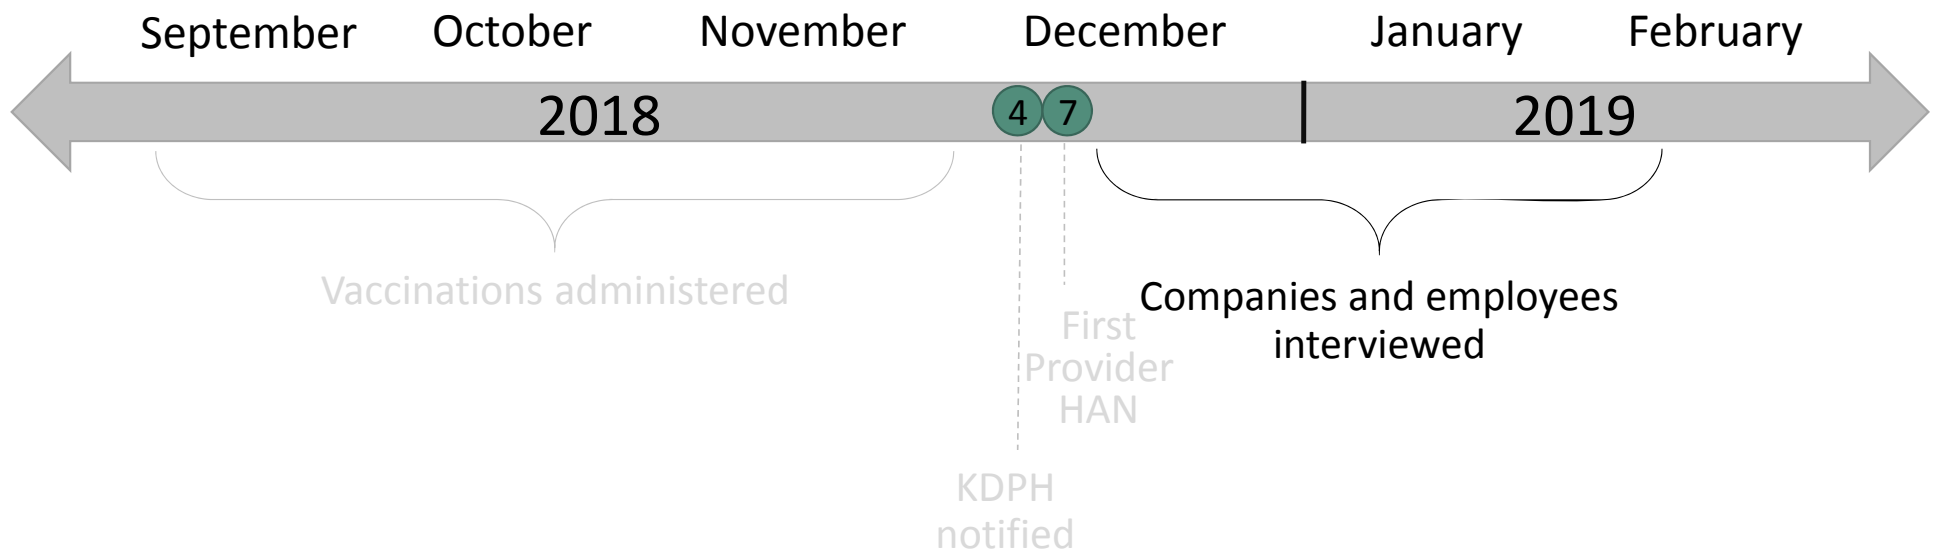 September
October
November
December
January
February
2018
4
7
2019
Vaccinations administered
First
Provider
HAN
Companies and employees
interviewed
KDPH
notified